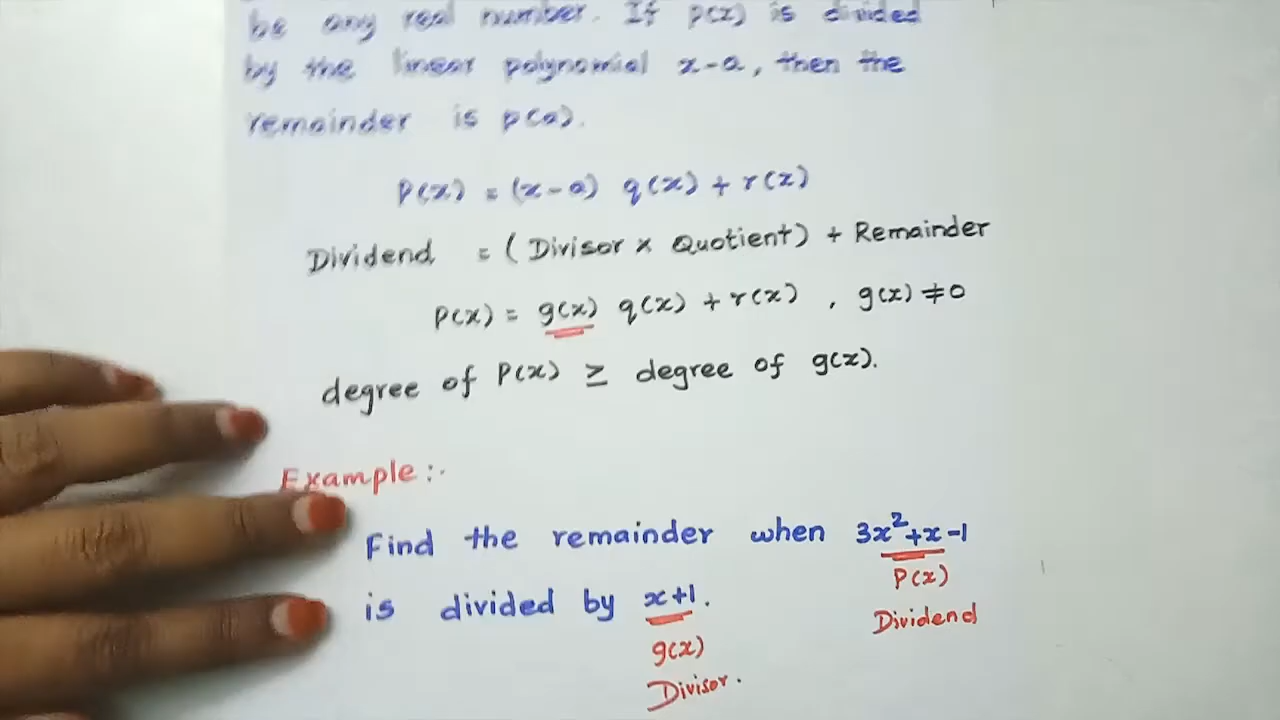 be any real number. If p(x) is divided
by the linear polynomial x-a, then the
remainder is p(a).
P(x) = (x-a) q(x) + r(x)
Dividend = (Divisor x Quotient) + Remainder
P(x) = g(x) q(x) + r(x) , g(x) ≠ 0
degree of P(x) ≥ degree of g(x).
Example :-
Find the remainder when 3x²+x-1
P(x)
Dividend
is divided by x+1.
g(x)
Divisor.